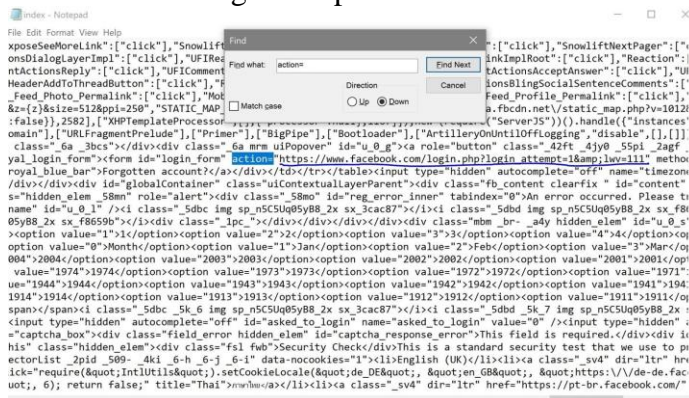 index - Notepad
File Edit Format View Help
Find
Find what: action=
Find Next
Cancel
Direction
Up Down
Match case
xposeSeeMoreLink":["click"],"Snowlift :["click"],"SnowliftNextPager":["
onsDialogLayerImpl":["click"],"UFIRea inkImplRoot":["click"],"Reaction":[
ntActionsReply":["click"],"UFIComment tActionsAcceptAnswer":["click"],"U
HeaderAddToThreadButton":["click"],"F ionsBlingSocialSentenceComments":["U
_Feed_Photo_Permalink":["click"],"Mob Feed_Profile_Permalink":["click"],
&z={z}&size=512&ppi=250","STATIC_MAP_ a.fbcdn.net\/static_map.php?v=1012
:false}},2582],["XHPTemplateProcessor ("ServerJS"))().handle({"instances"
omain"],["URLFragmentPrelude"],["Primer"],["BigPipe"],["Bootloader"],["ArtilleryOnUntilOffLogging","disable",[],[]]
class="_6a _3bcs"></div><div class="_6a mrm uiPopover" id="u_0_g"><a role="button" class="_42ft _4jy0 _55pi _2agf
yal_login_form"><form id="login_form" action="https://www.facebook.com/login.php?login_attempt=1&amp;lwv=111" metho
royal_blue_bar">Forgotten account?</a></div></td></tr></table><input type="hidden" autocomplete="off" name="timezon
/div></div><div id="globalContainer" class="uiContextualLayerParent"><div class="fb_content clearfix " id="content"
s="hidden_elem _58mn" role="alert"><div class="_58mo" id="reg_error_inner" tabindex="0">An error occurred. Please t
name" id="u_0_l" /><i class="_5dbc img sp_n5C5Uq05yB8_2x sx_3cac87"></i><i class="_5dbd img sp_n5C5Uq05yB8_2x sx_f8
05yB8_2x sx_f8659b"></i><div class="_1pc_"></div></div></div></div><div class="mbm _br- _a4y hidden_elem" id="u_0_s"
><option value="1">1</option><option value="2">2</option><option value="3">3</option><option value="4">4</option><o
option value="0">Month</option><option value="1">Jan</option><option value="2">Feb</option><option value="3">Mar</o
004">2004</option><option value="2003">2003</option><option value="2002">2002</option><option value="2001">2001</op
value="1974">1974</option><option value="1973">1973</option><option value="1972">1972</option><option value="1971":
ue="1944">1944</option><option value="1943">1943</option><option value="1942">1942</option><option value="1941">194
1914">1914</option><option value="1913">1913</option><option value="1912">1912</option><option value="1911">1911</o
span></span><i class="_5dbc _5k_6 img sp_n5C5Uq05yB8_2x sx_3cac87"></i><i class="_5dbd _5k_7 img sp_n5C5Uq05yB8_2x
<input type="hidden" autocomplete="off" id="asked_to_login" name="asked_to_login" value="0" /><input type="hidden" a
="captcha_box"><div class="field_error hidden_elem" id="captcha_response_error">This field is required.</div><div i
his" class="hidden_elem"><div class="fsl fwb">Security Check</div>This is a standard security test that we use to p
ectorList _2pid _509- _4ki _6-h _6-j _6-i" data-nocookies="1"><li>English (UK)</li><li><a class="_sv4" dir="ltr" hr
ick="require(&quot;IntlUtils&quot;).setCookieLocale(&quot;de_DE&quot;, &quot;en_GB&quot;, &quot;https:\/\/de-de.fac
uot;, 6); return false;" title="Thai">ภาษาไทย</a></li><li><a class="_sv4" dir="ltr" href="https://pt-br.facebook.com/"